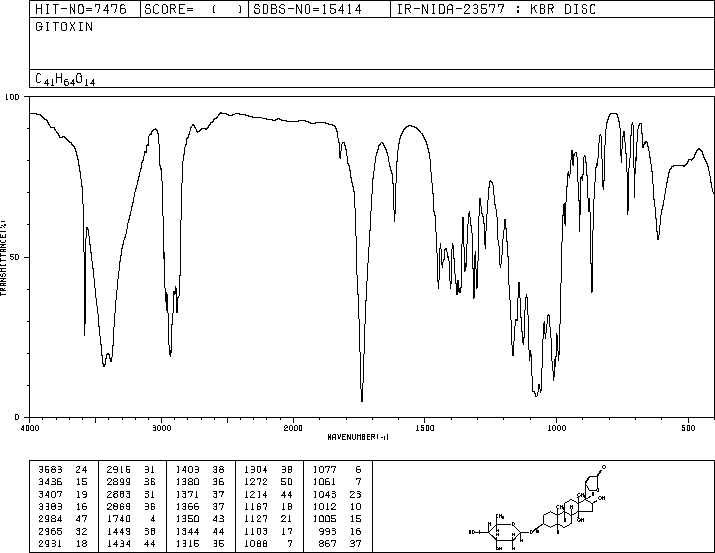 HIT-NO=7476 SCORE= ( ) SDBS-NO=15414 IR-NIDA-23577 : KBR DISC
GITOXIN
C41H64O14
100
50
0
TRANSMITTANCE(%)
4000 3000 2000 1500 1000 500
WAVENUMBER(-1)
3583 24 2916 31 1403 38 1304 38 1077 6
3436 15 2899 36 1380 36 1272 50 1061 7
3407 19 2883 31 1371 37 1214 44 1043 23
3389 16 2869 36 1366 37 1167 18 1012 10
2984 47 1740 4 1350 43 1127 21 1005 15
2965 32 1449 38 1344 44 1103 17 993 16
2931 18 1434 44 1316 36 1088 7 867 37